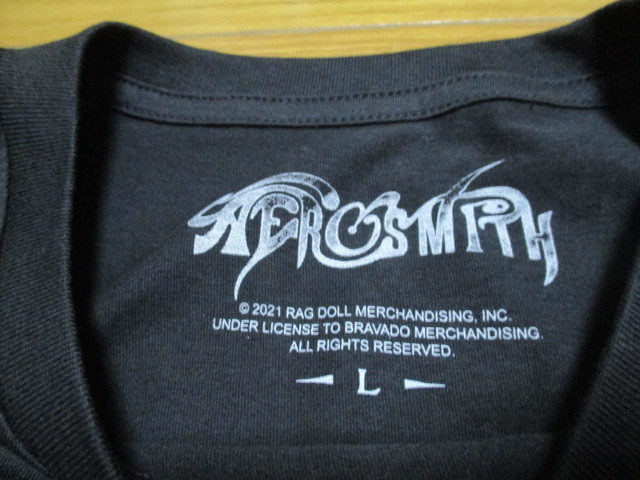 AEROSMITH
© 2021 RAG DOLL MERCHANDISING, INC.
UNDER LICENSE TO BRAVADO MERCHANDISING.
ALL RIGHTS RESERVED.
L